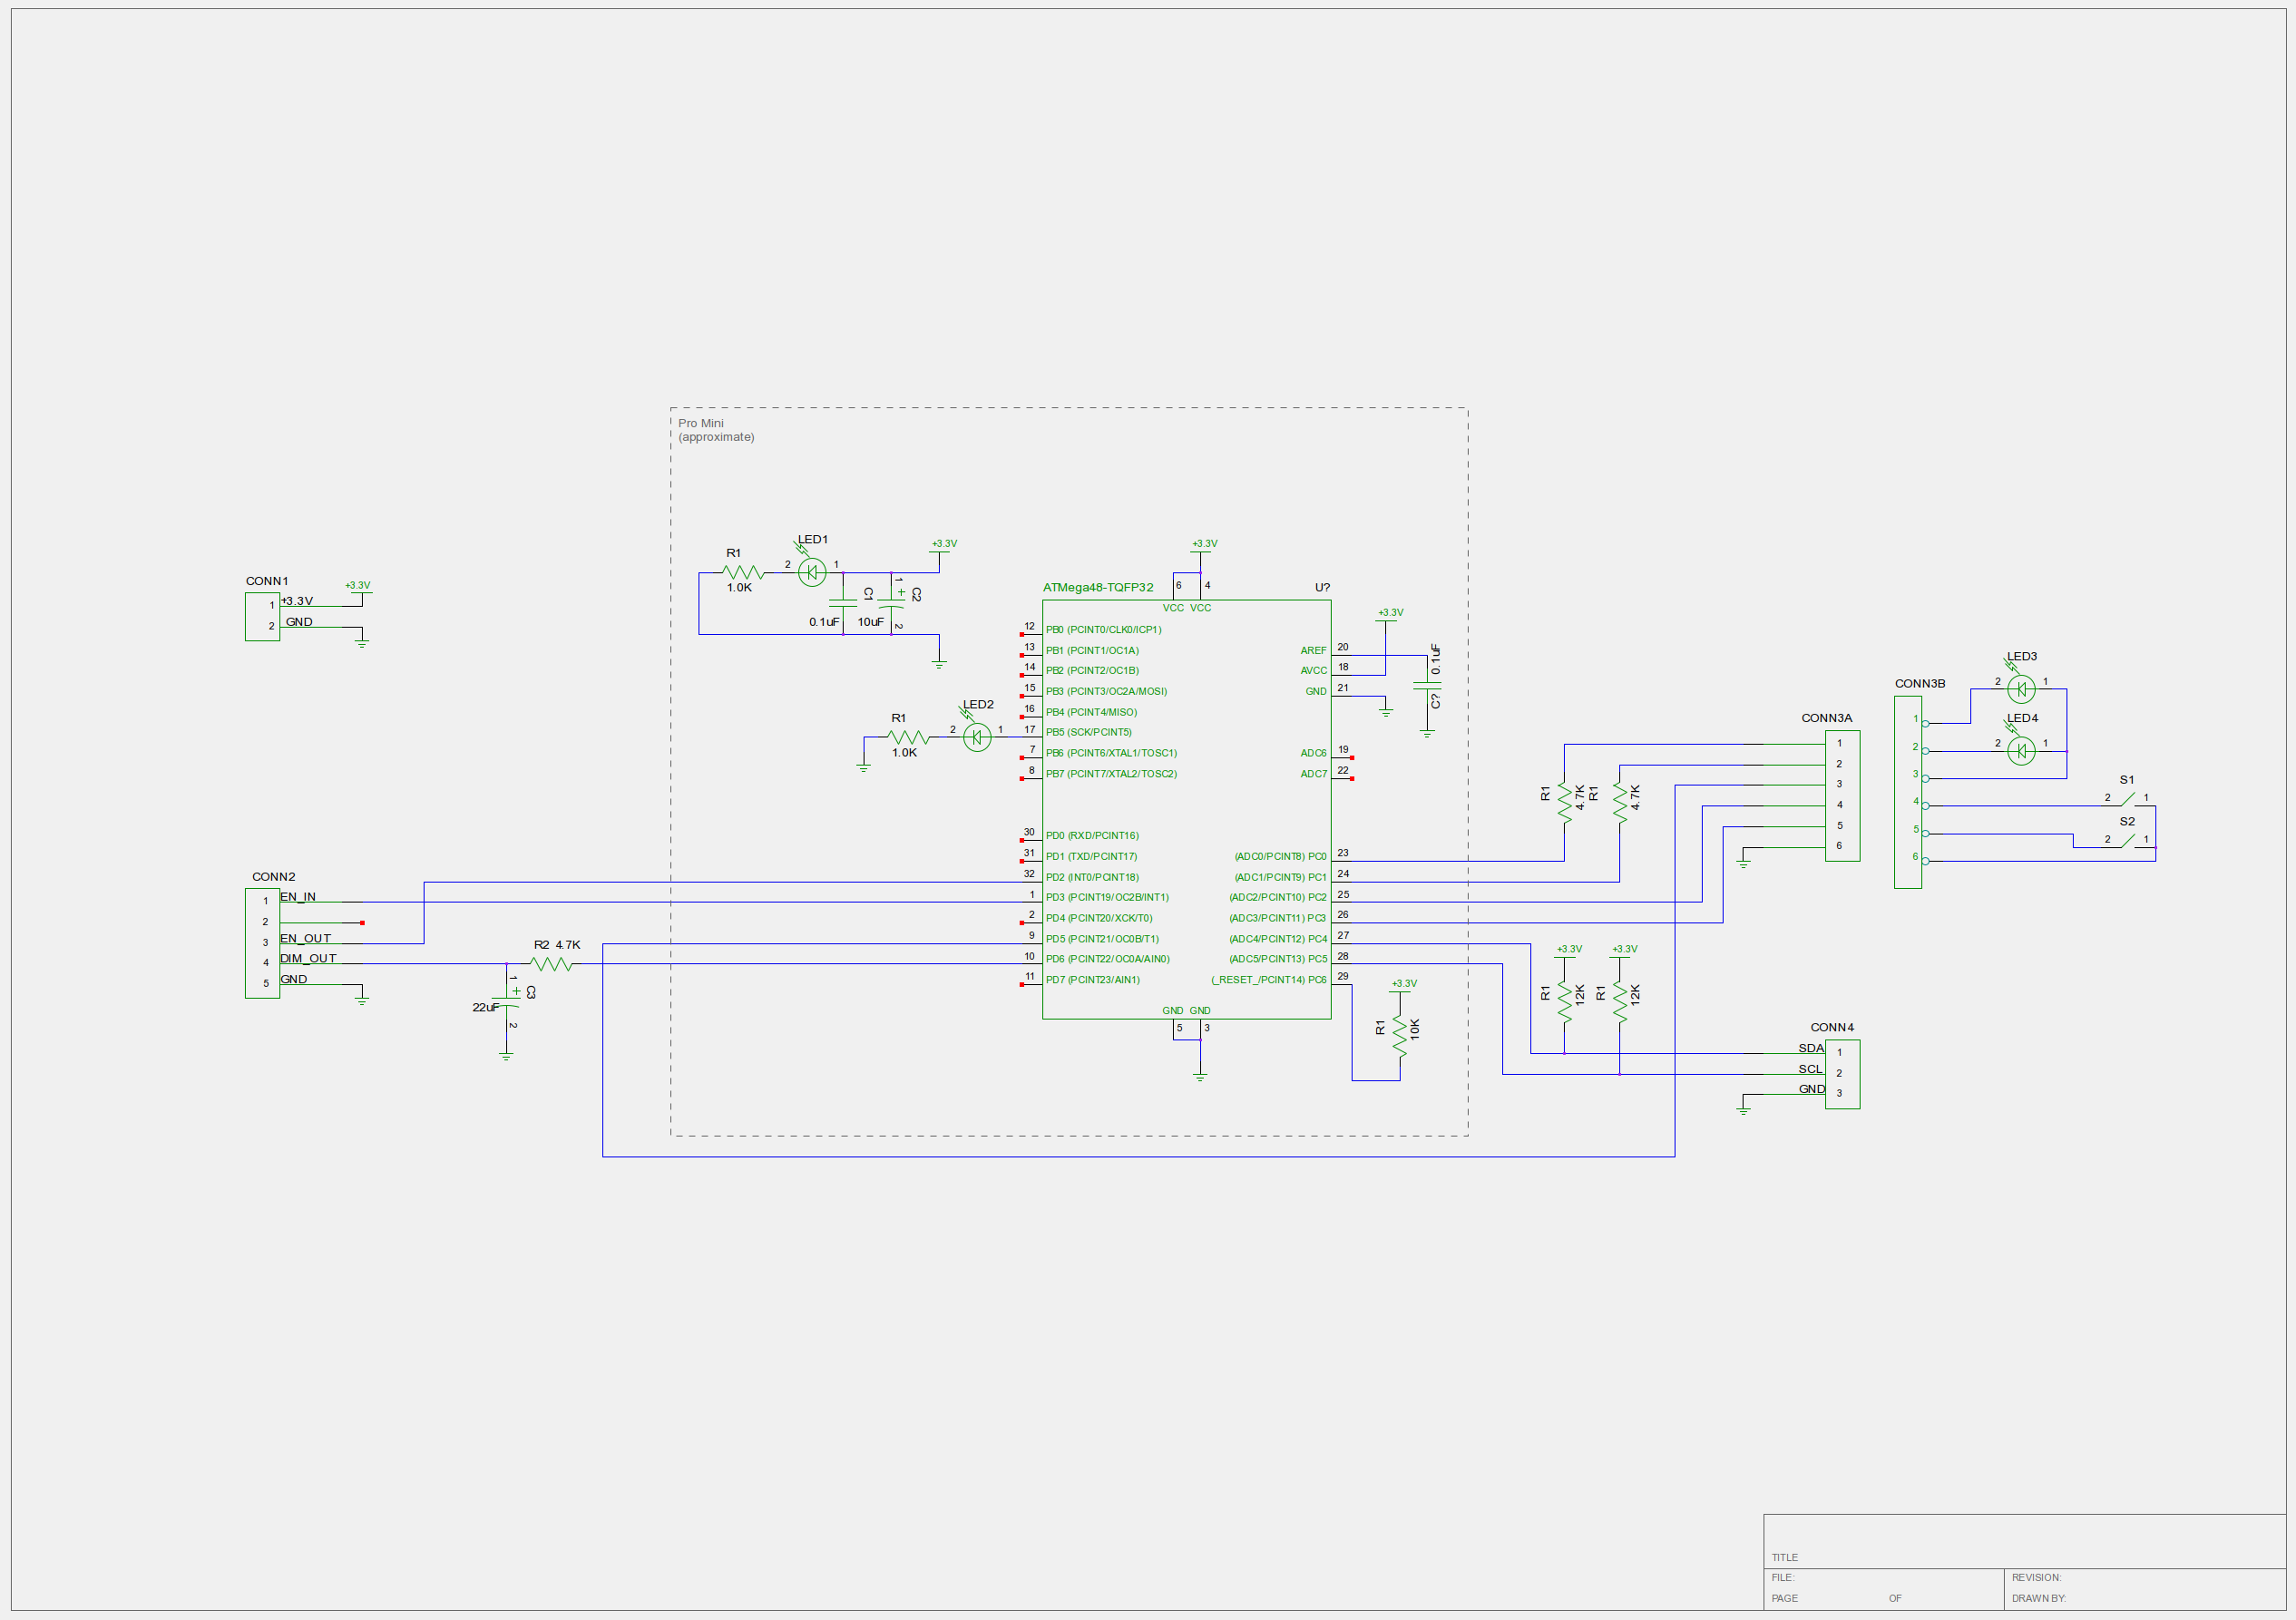 Pro Mini
(approximate)
LED1
R1
2
1
1.0K
+3.3V
C1
0.1uF
1
+
C2
10uF
2
CONN1
+3.3V
1
+3.3V
2
GND
+3.3V
6
4
ATMega48-TQFP32
U?
VCC
VCC
12
PB0 (PCINT0/CLK0/ICP1)
13
PB1 (PCINT1/OC1A)
14
PB2 (PCINT2/OC1B)
15
PB3 (PCINT3/OC2A/MOSI)
16
PB4 (PCINT4/MISO)
17
PB5 (SCK/PCINT5)
7
PB6 (PCINT6/XTAL1/TOSC1)
8
PB7 (PCINT7/XTAL2/TOSC2)
30
PD0 (RXD/PCINT16)
31
PD1 (TXD/PCINT17)
32
PD2 (INT0/PCINT18)
1
PD3 (PCINT19/OC2B/INT1)
2
PD4 (PCINT20/XCK/T0)
9
PD5 (PCINT21/OC0B/T1)
10
PD6 (PCINT22/OC0A/AIN0)
11
PD7 (PCINT23/AIN1)
AREF
20
AVCC
18
GND
21
ADC6
19
ADC7
22
(ADC0/PCINT8) PC0
23
(ADC1/PCINT9) PC1
24
(ADC2/PCINT10) PC2
25
(ADC3/PCINT11) PC3
26
(ADC4/PCINT12) PC4
27
(ADC5/PCINT13) PC5
28
(_RESET_/PCINT14) PC6
29
GND
GND
5
3
LED2
R1
2
1
1.0K
+3.3V
0.1uF
C?
+3.3V
R1
10K
CONN2
1
EN_IN
2
3
EN_OUT
4
DIM_OUT
5
GND
R2 4.7K
1
+
C3
22uF
2
R1
4.7K
R1
4.7K
CONN3A
1
2
3
4
5
6
CONN3B
1
2
3
4
5
6
LED3
2
1
LED4
2
1
S1
2
1
S2
2
1
+3.3V
+3.3V
R1
12K
R1
12K
CONN4
SDA
1
SCL
2
GND
3
TITLE
FILE:
REVISION:
PAGE
OF
DRAWN BY: